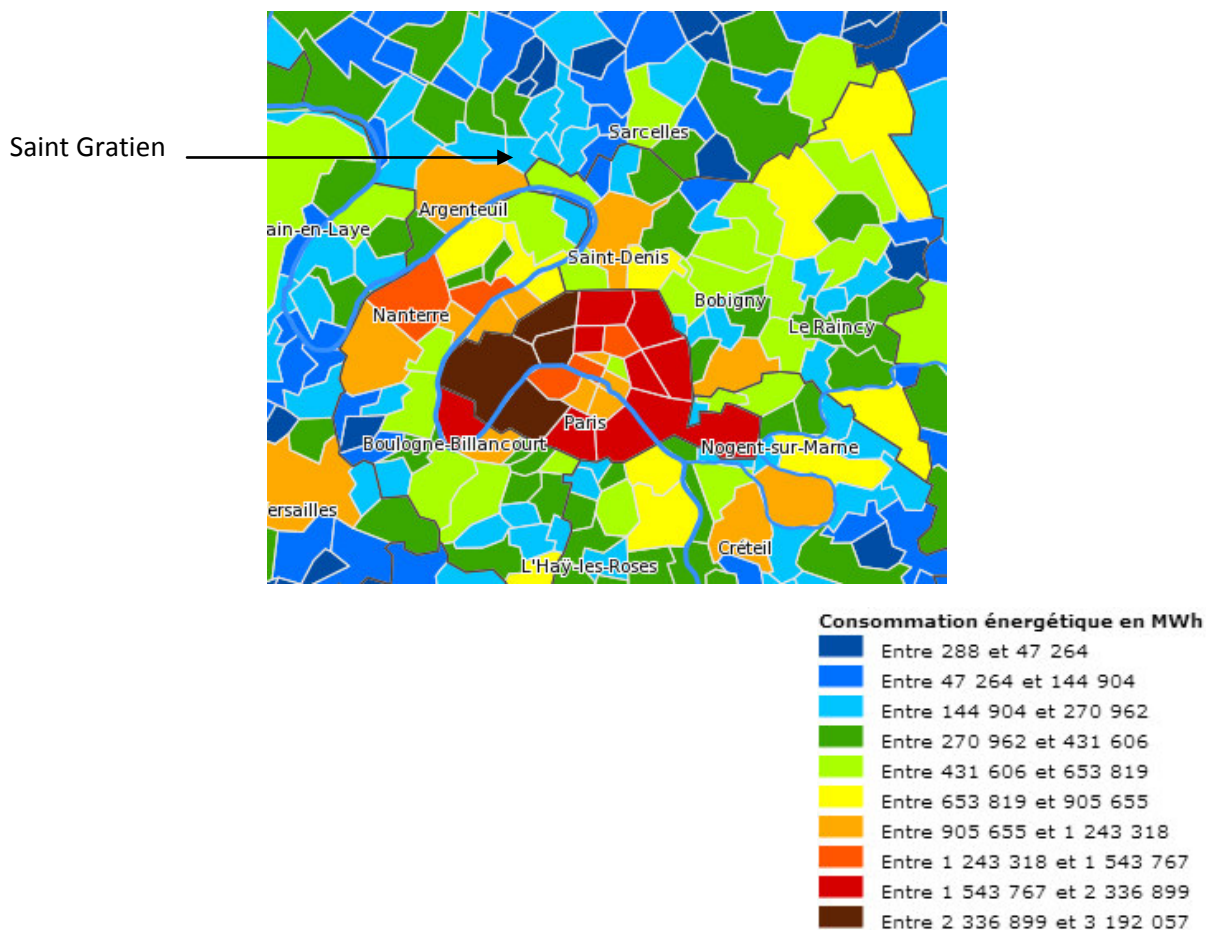 Saint Gratien
Sarcelles
Argenteuil
ain-en-Laye
Saint-Denis
Bobigny
Nanterre
Le Raincy
Paris
Boulogne-Billancourt
Nogent-sur-Marne
ersailles
Créteil
L'Haÿ-les-Roses
Consommation énergétique en MWh
Entre 288 et 47 264
Entre 47 264 et 144 904
Entre 144 904 et 270 962
Entre 270 962 et 431 606
Entre 431 606 et 653 819
Entre 653 819 et 905 655
Entre 905 655 et 1 243 318
Entre 1 243 318 et 1 543 767
Entre 1 543 767 et 2 336 899
Entre 2 336 899 et 3 192 057